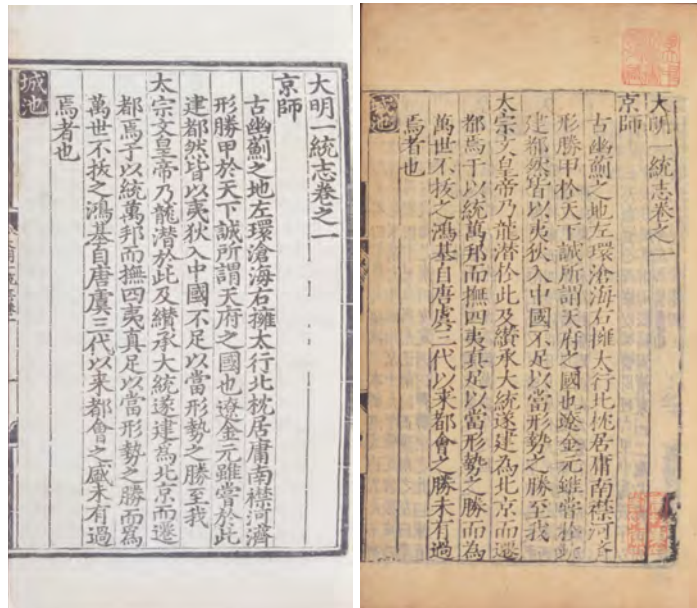 大明一統志卷之一
京師
古幽薊之地左環滄海右擁太行北枕居庸南襟河濟
形勝甲於天下誠所謂天府之國也遼金元雖嘗於此
建都然皆以夷狄入中國不足以當形勢之勝至我
太宗文皇帝乃龍潜於此及纘承大統遂建為北京而遷
都焉于以統萬邦而撫四夷真足以當形勢之勝而爲
萬世不拔之鴻基自唐虞三代以来都會之盛未有過
焉者也
城池
大明一統志卷之一
京師
古幽薊之地左環滄海右擁太行北枕居庸南襟河
形勝甲扵天下誠所謂天府之國也遼金元雖嘗扵此
建都然皆以夷狄入中國不足以當形勢之勝至我
太宗文皇帝乃龍潜扵此及纘承大統遂建為北京而遷
都焉于以統萬邦而撫四夷真足以當形勢之勝而為
萬世不拔之鴻基自唐虞三代以来都會之勝未有過
焉者也
池